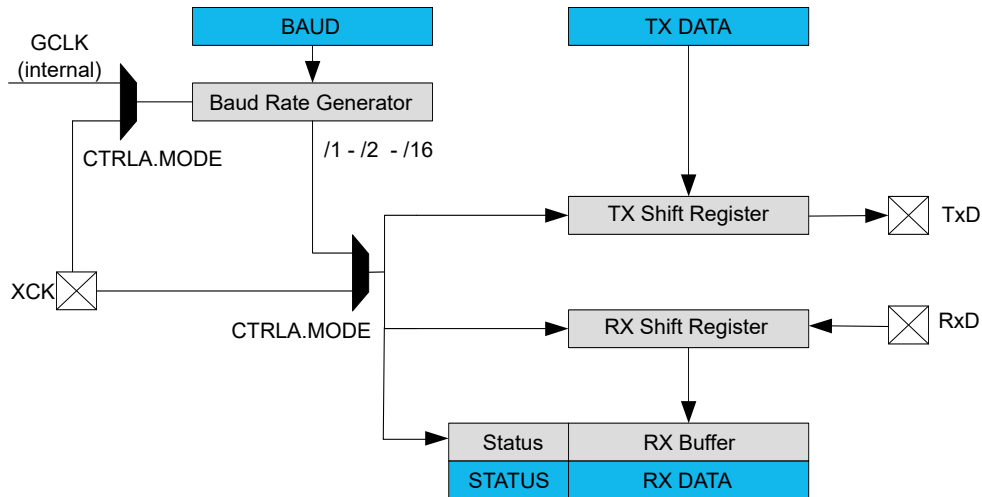 BAUD
TX DATA
GCLK
(internal)
Baud Rate Generator
/1 - /2 - /16
CTRLA.MODE
TX Shift Register
TxD
XCK
CTRLA.MODE
RX Shift Register
RxD
Status
RX Buffer
STATUS
RX DATA